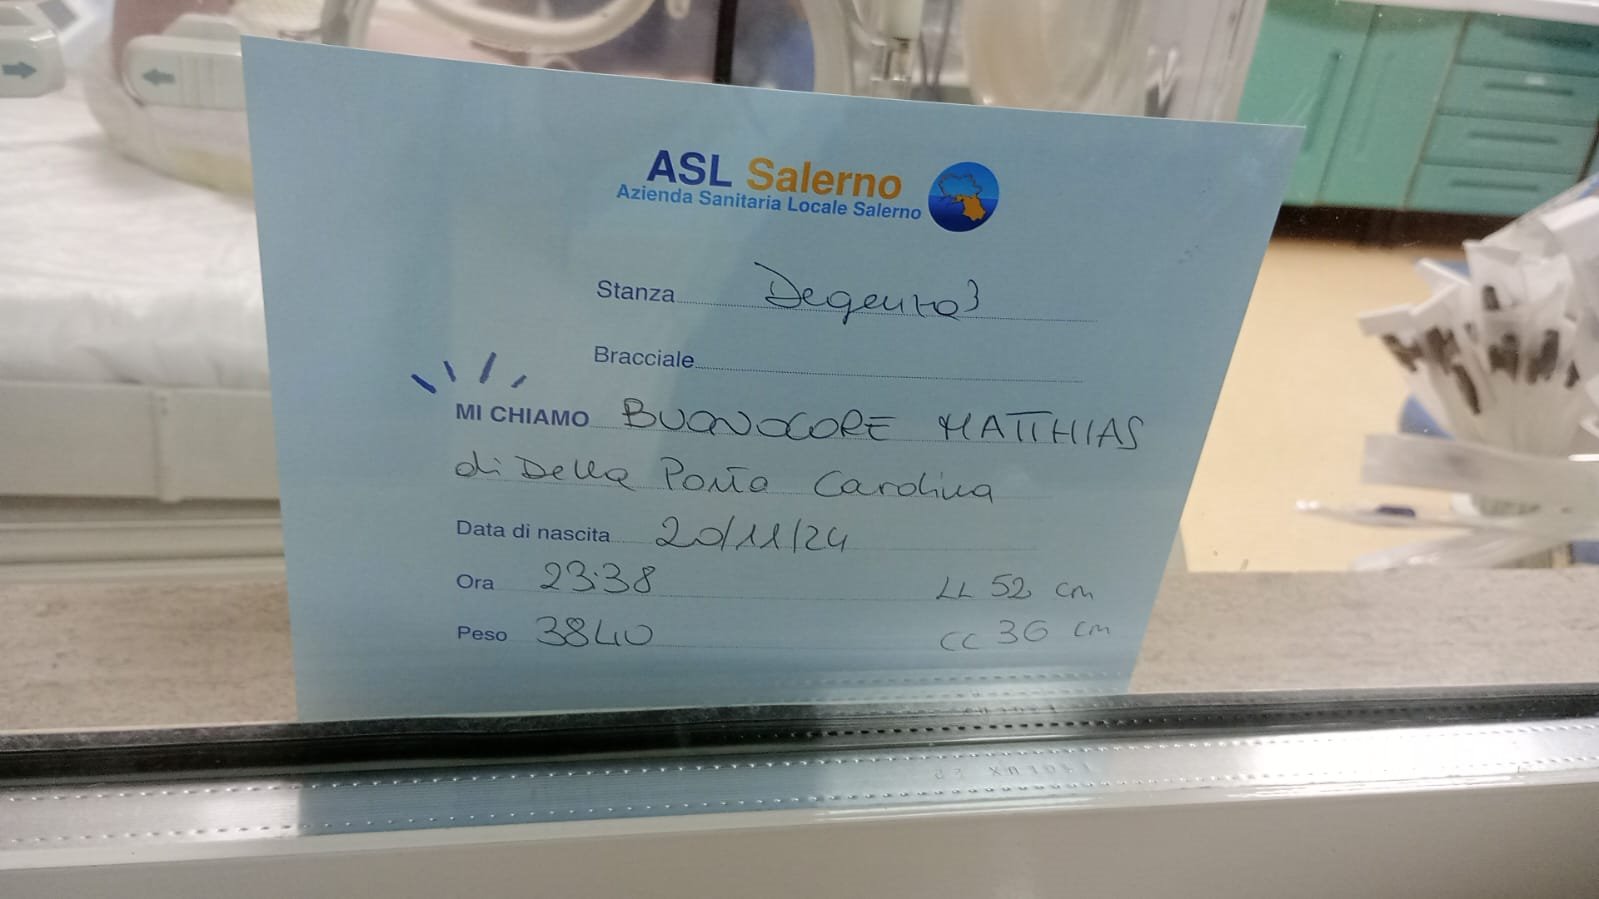 ASL Salerno
Azienda Sanitaria Locale Salerno
Stanza Degenza 3
Bracciale
MI CHIAMO BUONOCORE MATTHIAS
di Della Porta Carolina
Data di nascita 20/11/24
Ora 23:38 LL 52 cm
Peso 3840 CC 36 cm